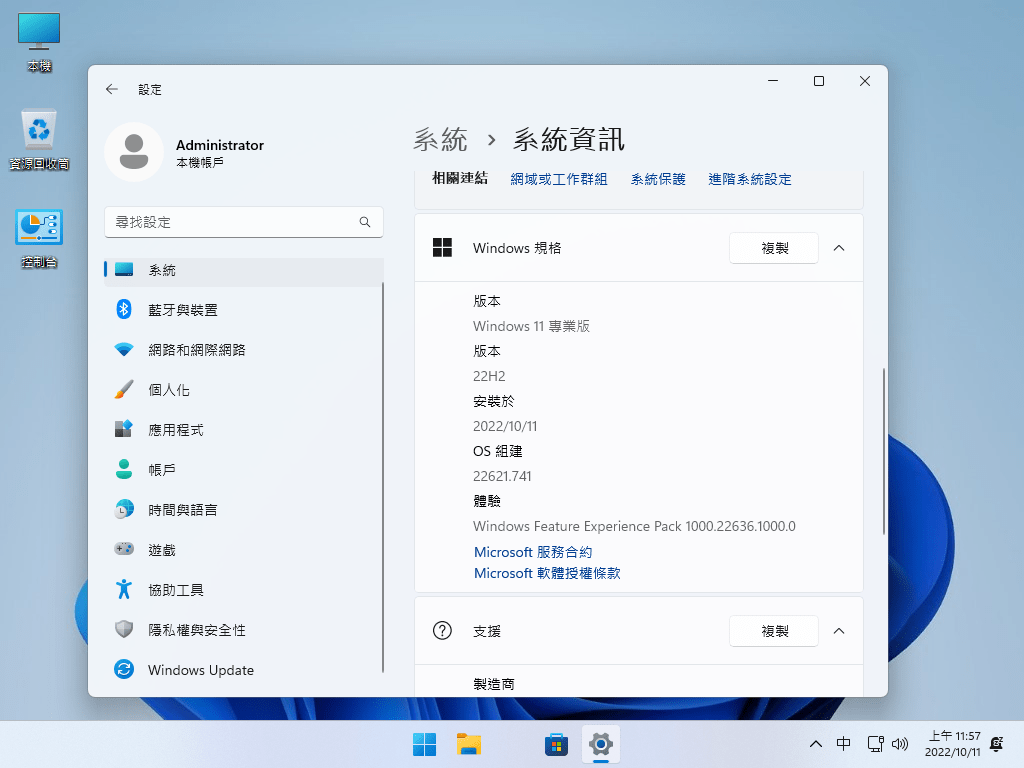 本機
資源回收筒
控制台
設定
Administrator
本機帳戶
尋找設定
系統
藍牙與裝置
網路和網際網路
個人化
應用程式
帳戶
時間與語言
遊戲
協助工具
隱私權與安全性
Windows Update
系統 › 系統資訊
相關連結 網域或工作群組 系統保護 進階系統設定
Windows 規格 複製
版本
Windows 11 專業版
版本
22H2
安裝於
2022/10/11
OS 組建
22621.741
體驗
Windows Feature Experience Pack 1000.22636.1000.0
Microsoft 服務合約
Microsoft 軟體授權條款
支援 複製
製造商
中
上午 11:57
2022/10/11